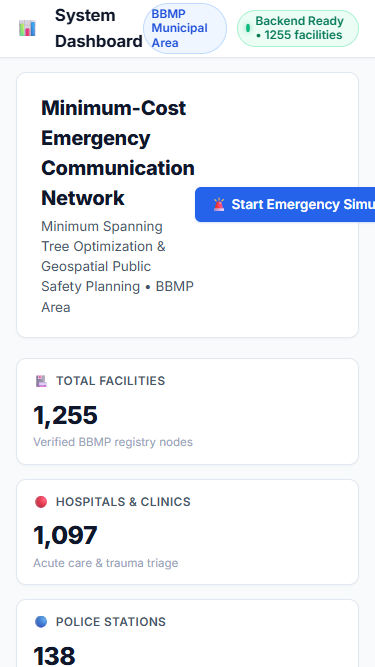 System
Dashboard
BBMP
Municipal
Area
Backend Ready
• 1255 facilities
Minimum-Cost
Emergency
Communication
Network
Minimum Spanning
Tree Optimization &
Geospatial Public
Safety Planning • BBMP
Area
Start Emergency Simu
TOTAL FACILITIES
1,255
Verified BBMP registry nodes
HOSPITALS & CLINICS
1,097
Acute care & trauma triage
POLICE STATIONS
138